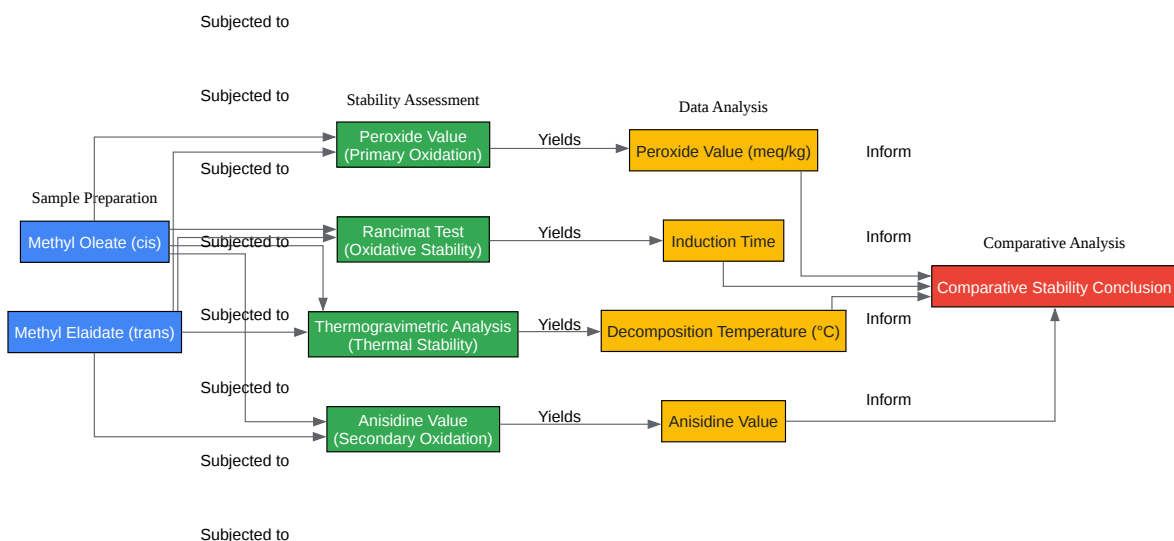 Subjected to
Subjected to
Stability Assessment
Data Analysis
Peroxide Value
(Primary Oxidation)
Yields
Peroxide Value (meq/kg)
Inform
Subjected to
Sample Preparation
Methyl Oleate (cis)
Rancimat Test
(Oxidative Stability)
Subjected to
Yields
Induction Time
Inform
Comparative Analysis
Comparative Stability Conclusion
Methyl Elaidate (trans)
Subjected to
Thermogravimetric Analysis
(Thermal Stability)
Yields
Decomposition Temperature (°C)
Inform
Subjected to
Anisidine Value
(Secondary Oxidation)
Yields
Anisidine Value
Inform
Subjected to
Subjected to